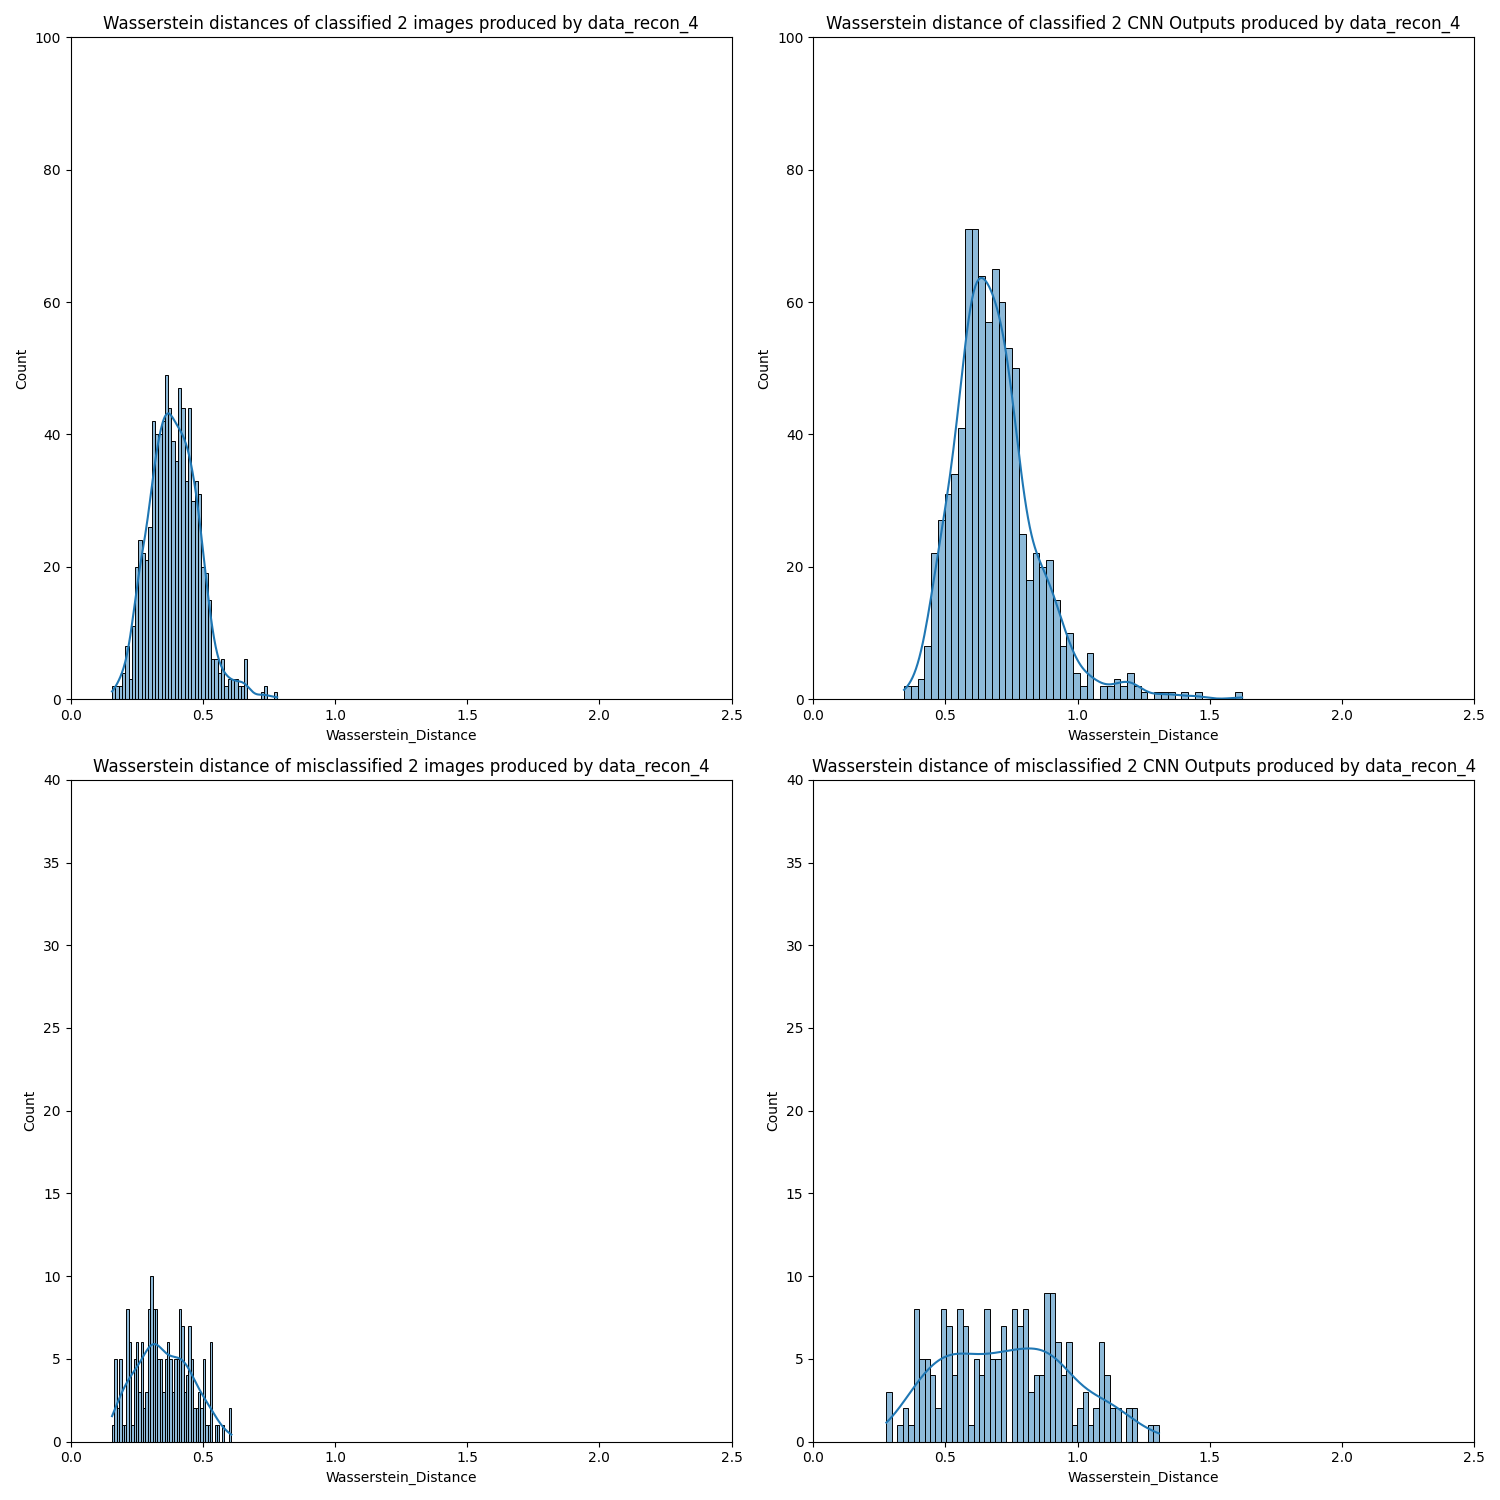 Wasserstein distances of classified 2 images produced by data_recon_4
100
80
60
40
20
0
Count
0.0 0.5 1.0 1.5 2.0 2.5
Wasserstein_Distance
Wasserstein distance of classified 2 CNN Outputs produced by data_recon_4
100
80
60
40
20
0
Count
0.0 0.5 1.0 1.5 2.0 2.5
Wasserstein_Distance
Wasserstein distance of misclassified 2 images produced by data_recon_4
40
35
30
25
20
15
10
5
0
Count
0.0 0.5 1.0 1.5 2.0 2.5
Wasserstein_Distance
Wasserstein distance of misclassified 2 CNN Outputs produced by data_recon_4
40
35
30
25
20
15
10
5
0
Count
0.0 0.5 1.0 1.5 2.0 2.5
Wasserstein_Distance